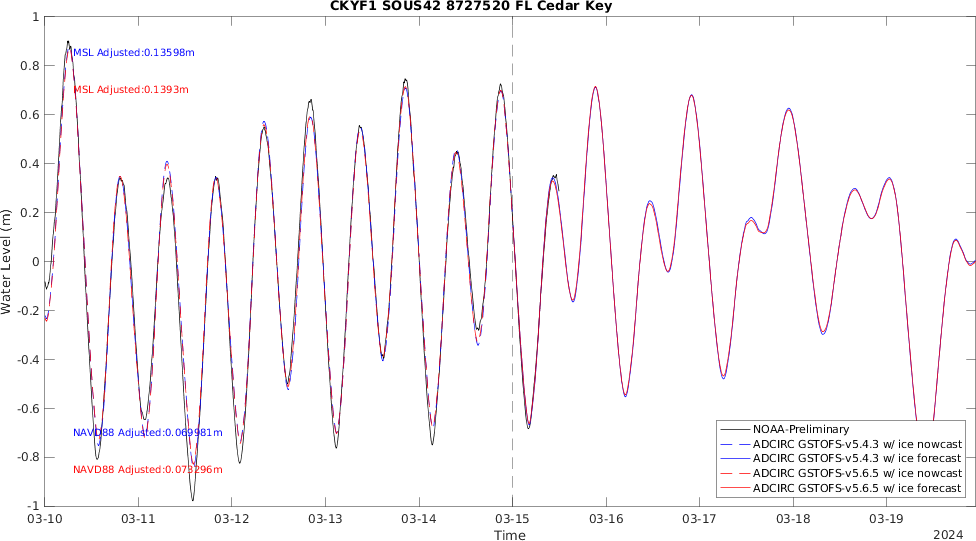 CKYF1 SOUS42 8727520 FL Cedar Key
1
0.8
0.6
0.4
0.2
0
-0.2
-0.4
-0.6
-0.8
-1
Water Level (m)
MSL Adjusted:0.13598m
MSL Adjusted:0.1393m
NAVD88 Adjusted:0.069981m
NAVD88 Adjusted:0.073296m
NOAA-Preliminary
ADCIRC GSTOFS-v5.4.3 w/ ice nowcast
ADCIRC GSTOFS-v5.4.3 w/ ice forecast
ADCIRC GSTOFS-v5.6.5 w/ ice nowcast
ADCIRC GSTOFS-v5.6.5 w/ ice forecast
03-10 03-11 03-12 03-13 03-14 03-15 03-16 03-17 03-18 03-19
Time
2024